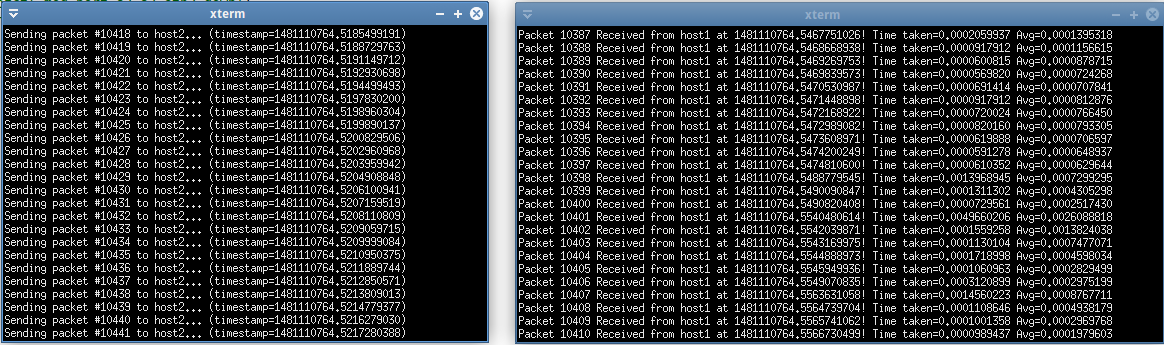 xterm
Sending packet #10418 to host2... (timestamp=1481110764.5185499191)
Sending packet #10419 to host2... (timestamp=1481110764.5188729763)
Sending packet #10420 to host2... (timestamp=1481110764.5191149712)
Sending packet #10421 to host2... (timestamp=1481110764.5192930698)
Sending packet #10422 to host2... (timestamp=1481110764.5194499493)
Sending packet #10423 to host2... (timestamp=1481110764.5197830200)
Sending packet #10424 to host2... (timestamp=1481110764.5198960304)
Sending packet #10425 to host2... (timestamp=1481110764.5199890137)
Sending packet #10426 to host2... (timestamp=1481110764.5200829506)
Sending packet #10427 to host2... (timestamp=1481110764.5202960968)
Sending packet #10428 to host2... (timestamp=1481110764.5203959942)
Sending packet #10429 to host2... (timestamp=1481110764.5204908848)
Sending packet #10430 to host2... (timestamp=1481110764.5206100941)
Sending packet #10431 to host2... (timestamp=1481110764.5207159519)
Sending packet #10432 to host2... (timestamp=1481110764.5208110809)
Sending packet #10433 to host2... (timestamp=1481110764.5209059715)
Sending packet #10434 to host2... (timestamp=1481110764.5209999084)
Sending packet #10435 to host2... (timestamp=1481110764.5210950375)
Sending packet #10436 to host2... (timestamp=1481110764.5211889744)
Sending packet #10437 to host2... (timestamp=1481110764.5212850571)
Sending packet #10438 to host2... (timestamp=1481110764.5213809013)
Sending packet #10439 to host2... (timestamp=1481110764.5214779377)
Sending packet #10440 to host2... (timestamp=1481110764.5216279030)
Sending packet #10441 to host2... (timestamp=1481110764.5217280388)
xterm
Packet 10387 Received from host1 at 1481110764.5467751026! Time taken=0.0002059937 Avg=0.0001395318
Packet 10388 Received from host1 at 1481110764.5468668938! Time taken=0.0000917912 Avg=0.0001156615
Packet 10389 Received from host1 at 1481110764.5469269753! Time taken=0.0000600815 Avg=0.0000878715
Packet 10390 Received from host1 at 1481110764.5469839573! Time taken=0.0000569820 Avg=0.0000724268
Packet 10391 Received from host1 at 1481110764.5470530987! Time taken=0.0000691414 Avg=0.0000707841
Packet 10392 Received from host1 at 1481110764.5471448898! Time taken=0.0000917912 Avg=0.0000812876
Packet 10393 Received from host1 at 1481110764.5472168922! Time taken=0.0000720024 Avg=0.0000766450
Packet 10394 Received from host1 at 1481110764.5472989082! Time taken=0.0000820160 Avg=0.0000793305
Packet 10395 Received from host1 at 1481110764.5473608971! Time taken=0.0000619888 Avg=0.0000706597
Packet 10396 Received from host1 at 1481110764.5474200249! Time taken=0.0000591278 Avg=0.0000648937
Packet 10397 Received from host1 at 1481110764.5474810600! Time taken=0.0000610352 Avg=0.0000629644
Packet 10398 Received from host1 at 1481110764.5488779545! Time taken=0.0013968945 Avg=0.0007299295
Packet 10399 Received from host1 at 1481110764.5490090847! Time taken=0.0001311302 Avg=0.0004305298
Packet 10400 Received from host1 at 1481110764.5490820408! Time taken=0.0000729561 Avg=0.0002517430
Packet 10401 Received from host1 at 1481110764.5540480614! Time taken=0.0049660206 Avg=0.0026088818
Packet 10402 Received from host1 at 1481110764.5542039871! Time taken=0.0001559258 Avg=0.0013824038
Packet 10403 Received from host1 at 1481110764.5543169975! Time taken=0.0001130104 Avg=0.0007477071
Packet 10404 Received from host1 at 1481110764.5544888973! Time taken=0.0001718998 Avg=0.0004598034
Packet 10405 Received from host1 at 1481110764.5545949936! Time taken=0.0001060963 Avg=0.0002829499
Packet 10406 Received from host1 at 1481110764.5549070835! Time taken=0.0003120899 Avg=0.0002975199
Packet 10407 Received from host1 at 1481110764.5563631058! Time taken=0.0014560223 Avg=0.0008767711
Packet 10408 Received from host1 at 1481110764.5564739704! Time taken=0.0001108646 Avg=0.0004938179
Packet 10409 Received from host1 at 1481110764.5565741062! Time taken=0.0001001358 Avg=0.0002969768
Packet 10410 Received from host1 at 1481110764.5566730499! Time taken=0.0000989437 Avg=0.0001979603